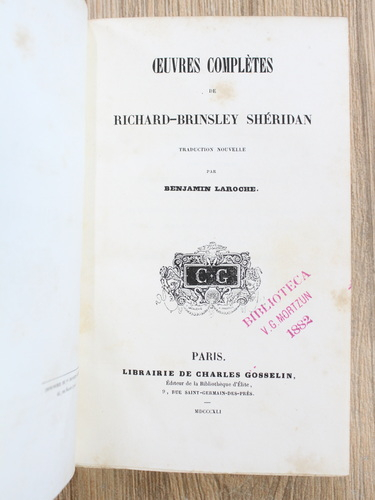 ŒUVRES COMPLÈTES
DE
RICHARD-BRINSLEY SHÉRIDAN
TRADUCTION NOUVELLE
PAR
BENJAMIN LAROCHE.
C·G
BIBLIOTECA
V. G. MORTZUN
1882
PARIS.
LIBRAIRIE DE CHARLES GOSSELIN,
Éditeur de la Bibliothèque d'Élite,
9, RUE SAINT-GERMAIN-DES-PRÉS.
MDCCCXLI